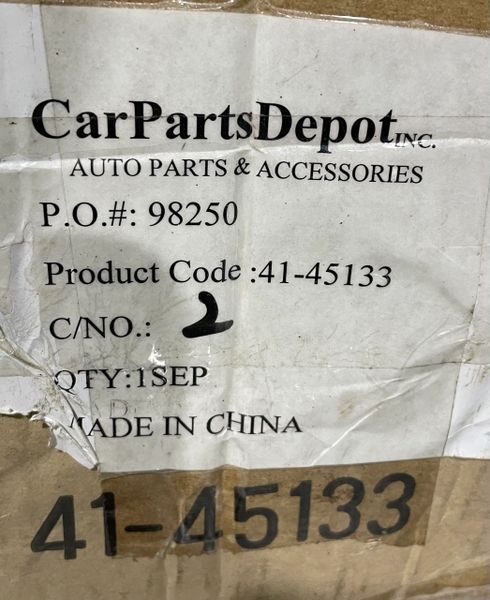 CarPartsDepot INC.
AUTO PARTS & ACCESSORIES
P.O.#: 98250
Product Code :41-45133
C/NO.: 2
QTY:1SEP
MADE IN CHINA
41-45133